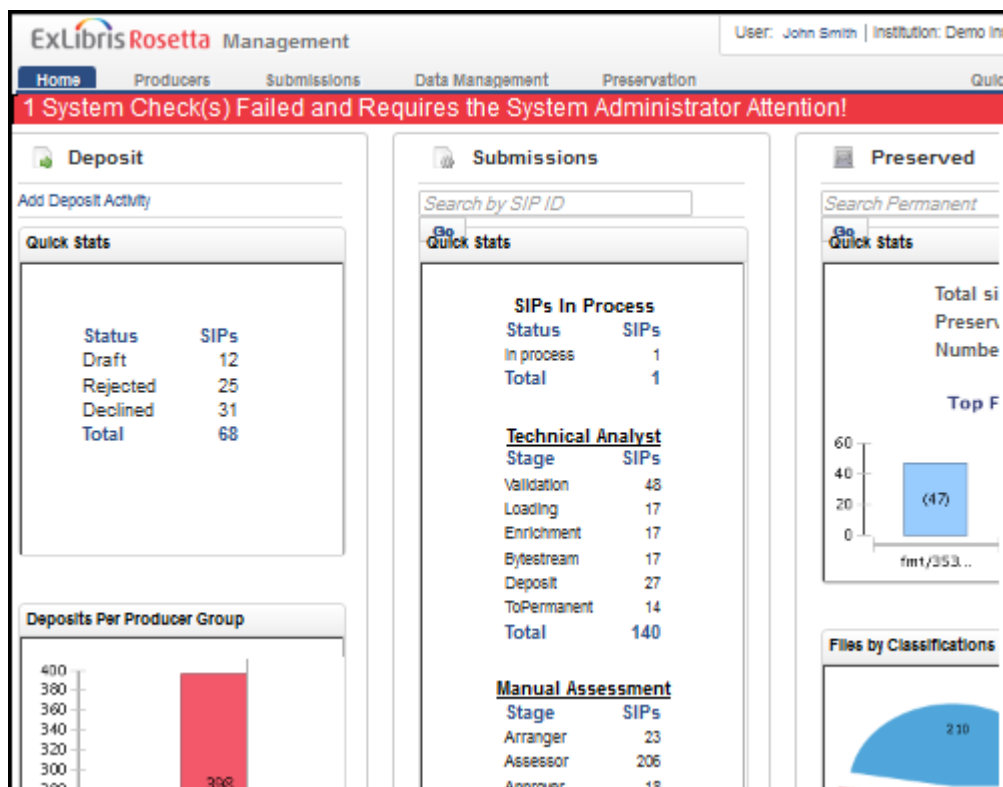 ExLibris Rosetta Management
User: John Smith | Institution: Demo Ins
Home Producers Submissions Data Management Preservation Quic
1 System Check(s) Failed and Requires the System Administrator Attention!
Deposit
Add Deposit Activity
Quick Stats
Status SIPs
Draft 12
Rejected 25
Declined 31
Total 68
Deposits Per Producer Group
400
380
360
340
320
300
398
Submissions
Search by SIP ID
Go
Quick Stats
SIPs In Process
Status SIPs
In process 1
Total 1
Technical Analyst
Stage SIPs
Validation 48
Loading 17
Enrichment 17
Bytestream 17
Deposit 27
ToPermanent 14
Total 140
Manual Assessment
Stage SIPs
Arranger 23
Assessor 206
Approver 18
Preserved
Search Permanent
Go
Quick Stats
Total si
Preserv
Numbe
Top F
60
40
20
0
(47)
fmt/353...
Files by Classifications
210